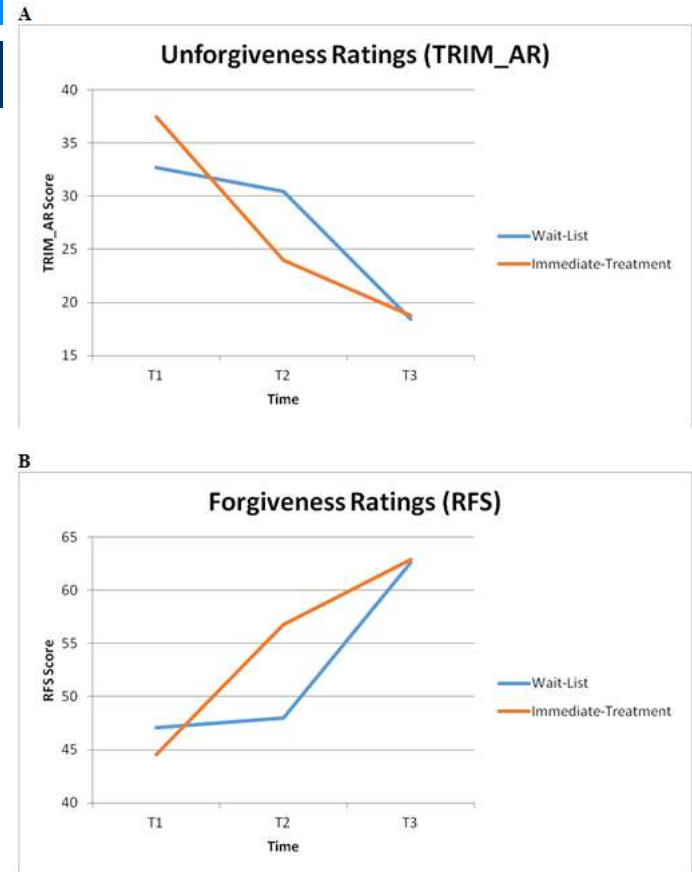 A
Unforgiveness Ratings (TRIM_AR)
40
35
30
25
20
15
TRIM_AR Score
T1 T2 T3
Time
Wait-List
Immediate-Treatment
B
Forgiveness Ratings (RFS)
65
60
55
50
45
40
RFS Score
T1 T2 T3
Time
Wait-List
Immediate-Treatment